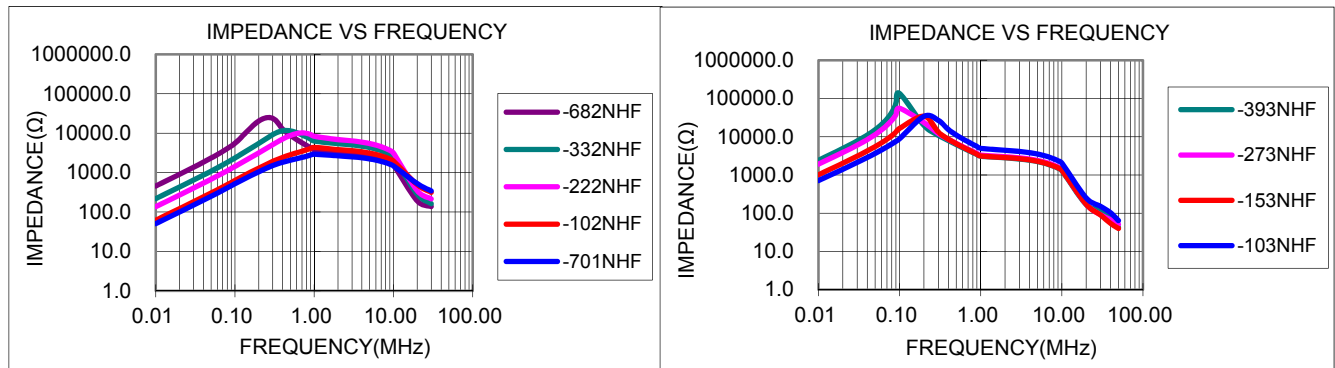 IMPEDANCE VS FREQUENCY
1000000.0
100000.0
10000.0
1000.0
100.0
10.0
1.0
IMPEDANCE(Ω)
0.01 0.10 1.00 10.00 100.00
FREQUENCY(MHz)
-682NHF
-332NHF
-222NHF
-102NHF
-701NHF
IMPEDANCE VS FREQUENCY
1000000.0
100000.0
10000.0
1000.0
100.0
10.0
1.0
IMPEDANCE(Ω)
0.01 0.10 1.00 10.00 100.00
FREQUENCY(MHz)
-393NHF
-273NHF
-153NHF
-103NHF